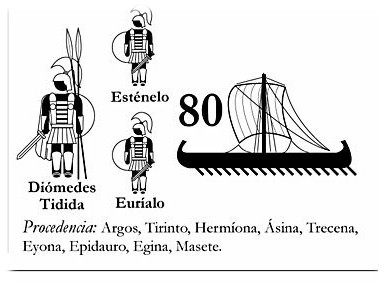 Esténelo
80
Diómedes
Tidida
Euríalo
Procedencia: Argos, Tirinto, Hermíona, Ásina, Trecena,
Eyona, Epidauro, Egina, Masete.